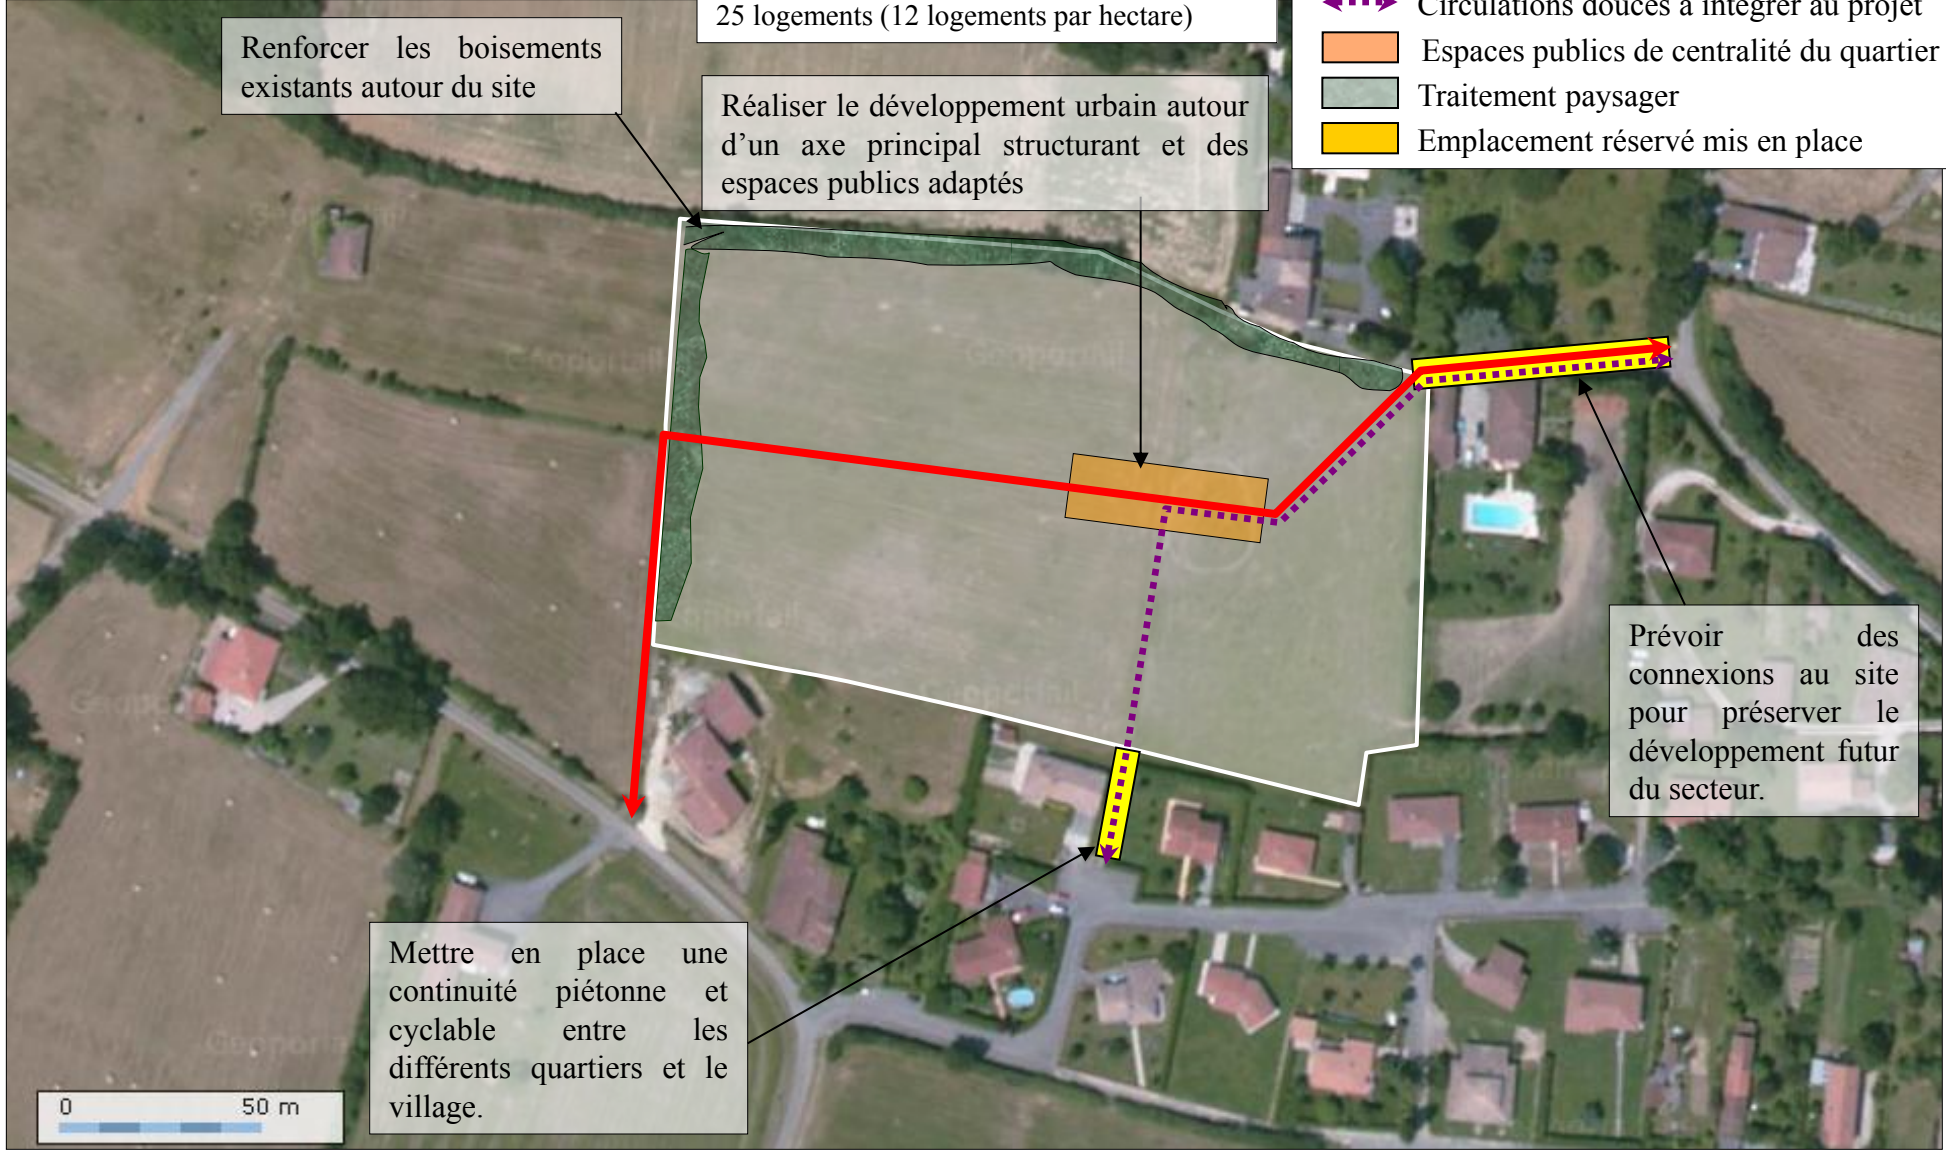 25 logements (12 logements par hectare)
Circulations douces à intégrer au projet
Espaces publics de centralité du quartier
Traitement paysager
Emplacement réservé mis en place
Renforcer les boisements
existants autour du site
Réaliser le développement urbain autour
d'un axe principal structurant et des
espaces publics adaptés
Prévoir des
connexions au site
pour préserver le
développement futur
du secteur.
Mettre en place une
continuité piétonne et
cyclable entre les
différents quartiers et le
village.
0 50 m
Géoportail
Géoportail
Géoportail